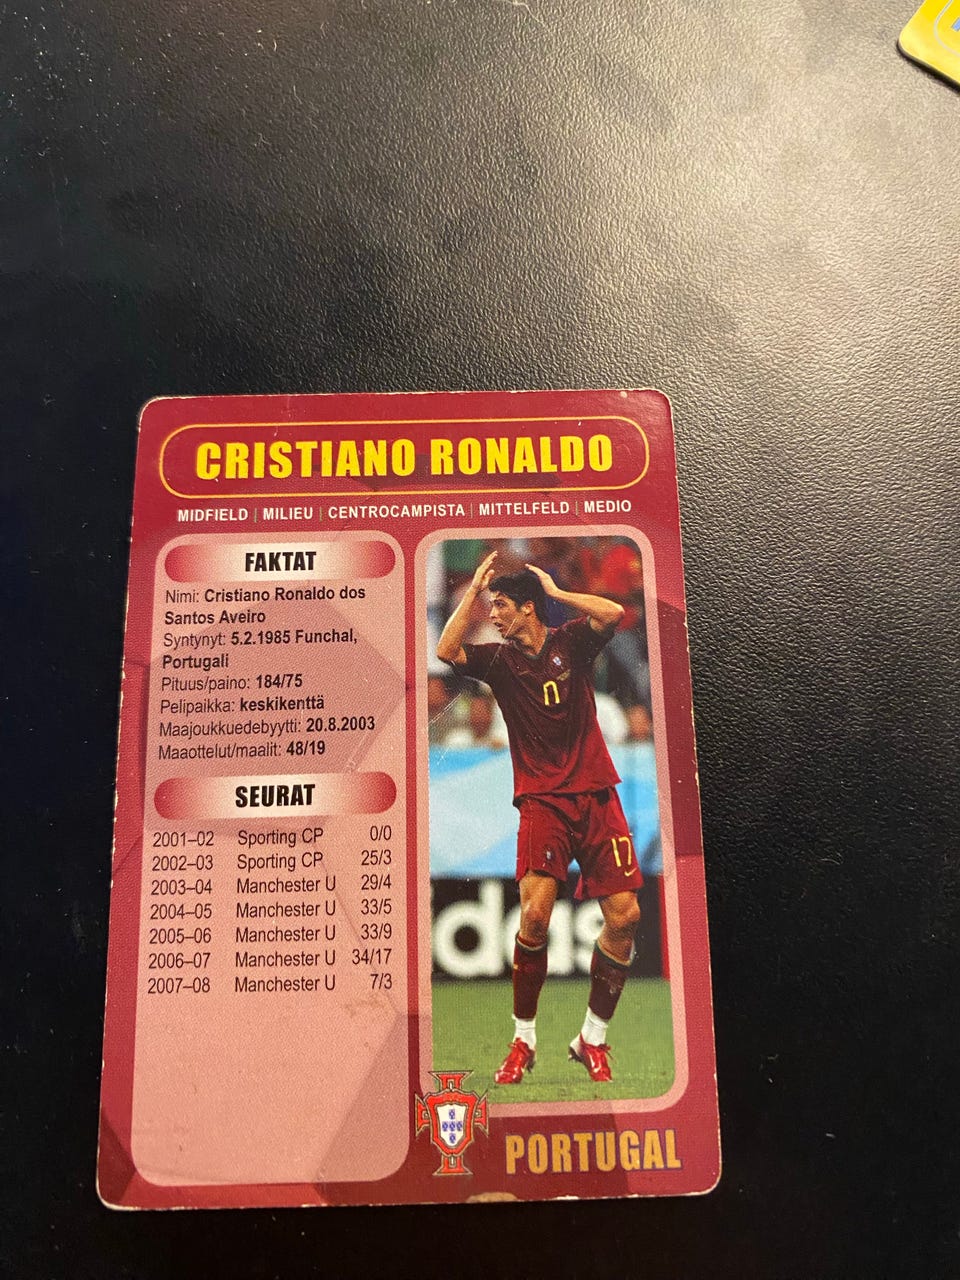 CRISTIANO RONALDO
MIDFIELD | MILIEU | CENTROCAMPISTA | MITTELFELD | MEDIO
FAKTAT
Nimi: Cristiano Ronaldo dos
Santos Aveiro
Syntynyt: 5.2.1985 Funchal,
Portugali
Pituus/paino: 184/75
Pelipaikka: keskikenttä
Maajoukkuedebyytti: 20.8.2003
Maaottelut/maalit: 48/19
SEURAT
2001–02 Sporting CP 0/0
2002–03 Sporting CP 25/3
2003–04 Manchester U 29/4
2004–05 Manchester U 33/5
2005–06 Manchester U 33/9
2006–07 Manchester U 34/17
2007–08 Manchester U 7/3
17
das
PORTUGAL